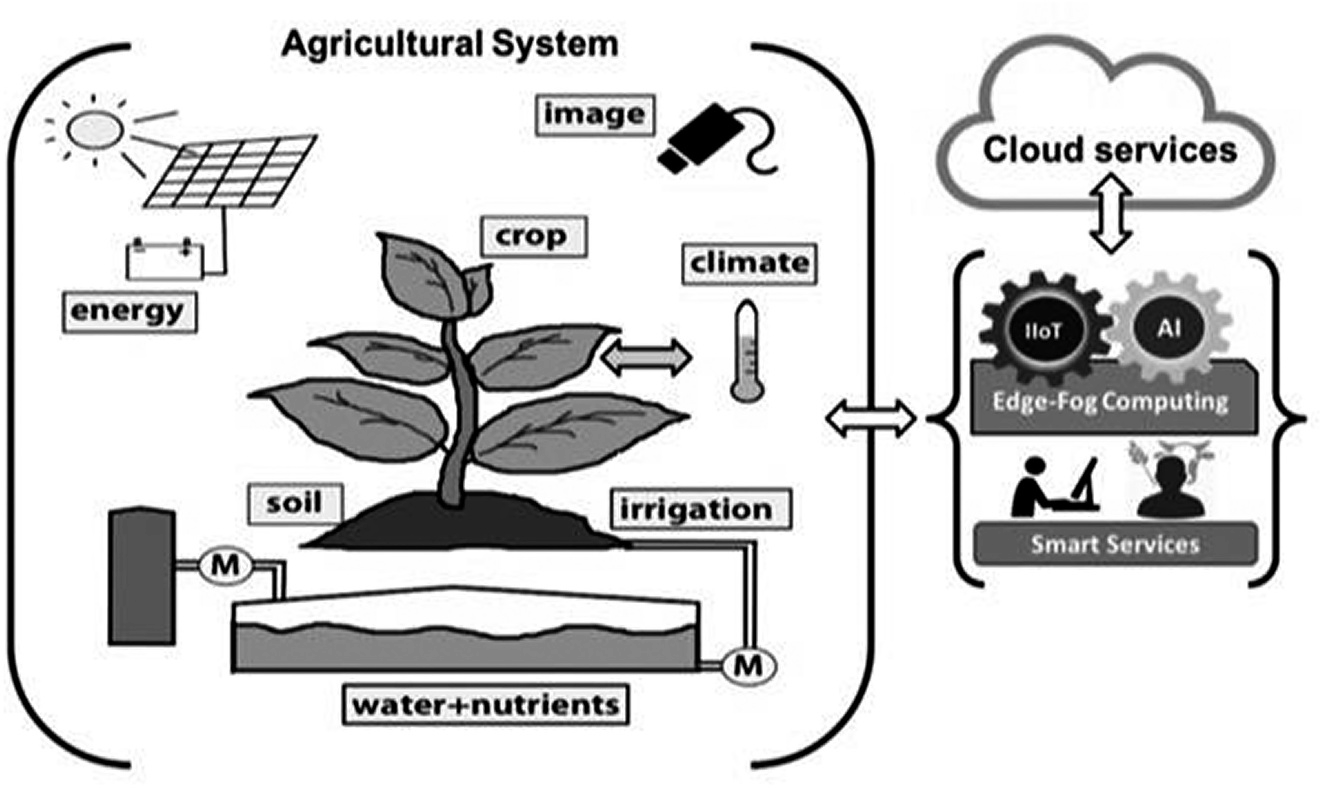 Agricultural System
image
crop
climate
energy
soil
irrigation
M
M
water+nutrients
Cloud services
IIoT
AI
Edge-Fog Computing
Smart Services